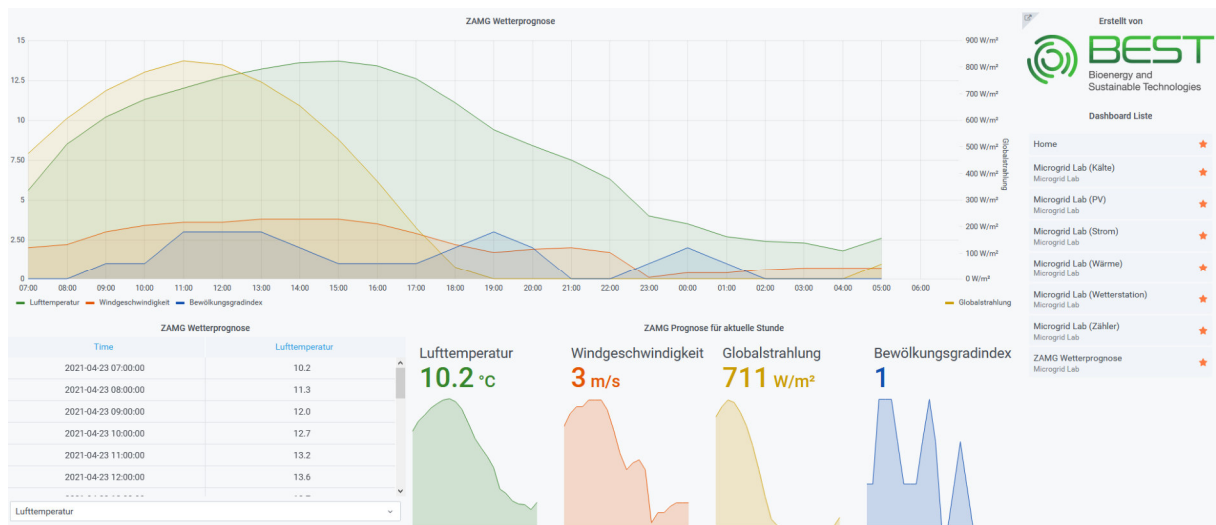 ZAMG Wetterprognose
15
12.5
10
7.50
5
2.50
0
900 W/m²
800 W/m²
700 W/m²
600 W/m²
500 W/m²
400 W/m²
300 W/m²
200 W/m²
100 W/m²
0 W/m²
Globalstrahlung
07:00 08:00 09:00 10:00 11:00 12:00 13:00 14:00 15:00 16:00 17:00 18:00 19:00 20:00 21:00 22:00 23:00 00:00 01:00 02:00 03:00 04:00 05:00 06:00
Lufttemperatur Windgeschwindigkeit Bewölkungsgradindex Globalstrahlung
ZAMG Wetterprognose
Time Lufttemperatur
2021-04-23 07:00:00 10.2
2021-04-23 08:00:00 11.3
2021-04-23 09:00:00 12.0
2021-04-23 10:00:00 12.7
2021-04-23 11:00:00 13.2
2021-04-23 12:00:00 13.6
Lufttemperatur
ZAMG Prognose für aktuelle Stunde
Lufttemperatur
10.2 °C
Windgeschwindigkeit
3 m/s
Globalstrahlung
711 W/m²
Bewölkungsgradindex
1
Erstellt von
BEST
Bioenergy and
Sustainable Technologies
Dashboard Liste
Home
Microgrid Lab (Kälte)
Microgrid Lab
Microgrid Lab (PV)
Microgrid Lab
Microgrid Lab (Strom)
Microgrid Lab
Microgrid Lab (Wärme)
Microgrid Lab
Microgrid Lab (Wetterstation)
Microgrid Lab
Microgrid Lab (Zähler)
Microgrid Lab
ZAMG Wetterprognose
Microgrid Lab